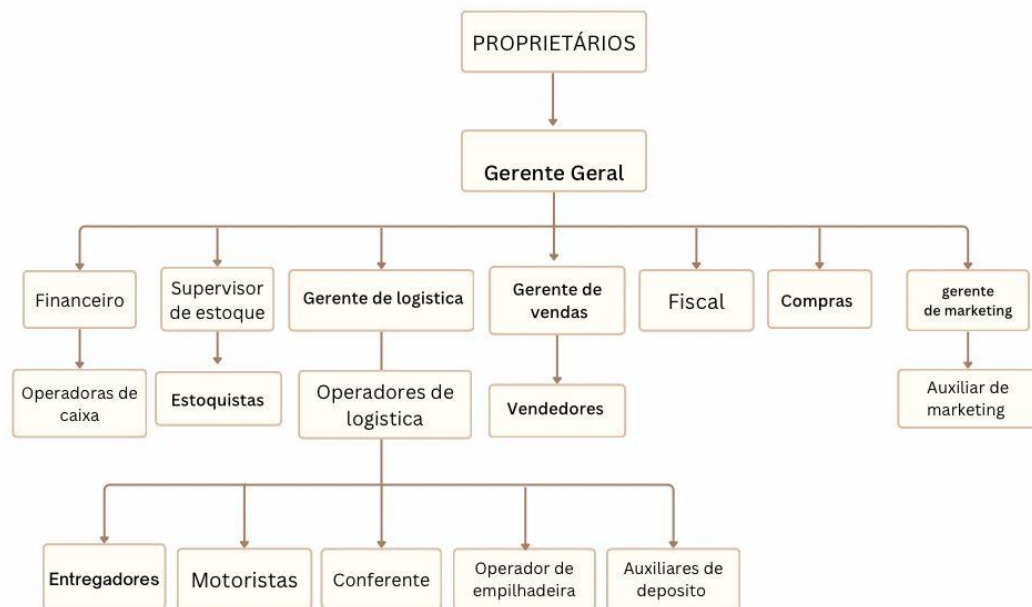 PROPRIETÁRIOS
Gerente Geral
Financeiro
Supervisor
de estoque
Gerente de logistica
Gerente de
vendas
Fiscal
Compras
gerente
de marketing
Operadoras de
caixa
Estoquistas
Operadores de
logistica
Vendedores
Auxiliar de
marketing
Entregadores
Motoristas
Conferente
Operador de
empilhadeira
Auxiliares de
deposito